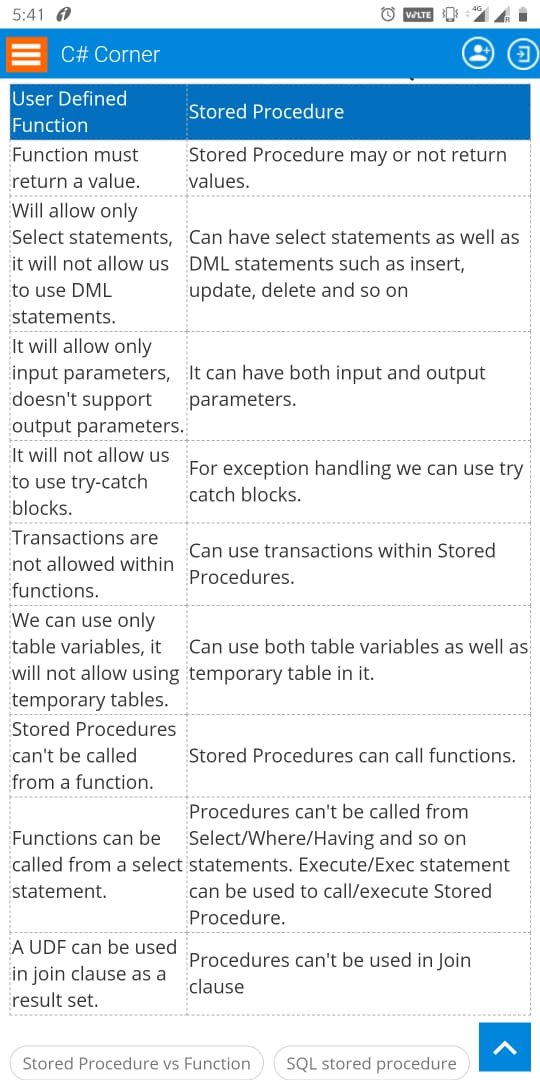 5:41
VoLTE 4G R
C# Corner
User Defined
Function
Stored Procedure
Function must
return a value.
Stored Procedure may or not return
values.
Will allow only
Select statements,
it will not allow us
to use DML
statements.
Can have select statements as well as
DML statements such as insert,
update, delete and so on
It will allow only
input parameters,
doesn't support
output parameters.
It can have both input and output
parameters.
It will not allow us
to use try-catch
blocks.
For exception handling we can use try
catch blocks.
Transactions are
not allowed within
functions.
Can use transactions within Stored
Procedures.
We can use only
table variables, it
will not allow using
temporary tables.
Can use both table variables as well as
temporary table in it.
Stored Procedures
can't be called
from a function.
Stored Procedures can call functions.
Functions can be
called from a select
statement.
Procedures can't be called from
Select/Where/Having and so on
statements. Execute/Exec statement
can be used to call/execute Stored
Procedure.
A UDF can be used
in join clause as a
result set.
Procedures can't be used in Join
clause
Stored Procedure vs Function
SQL stored procedure